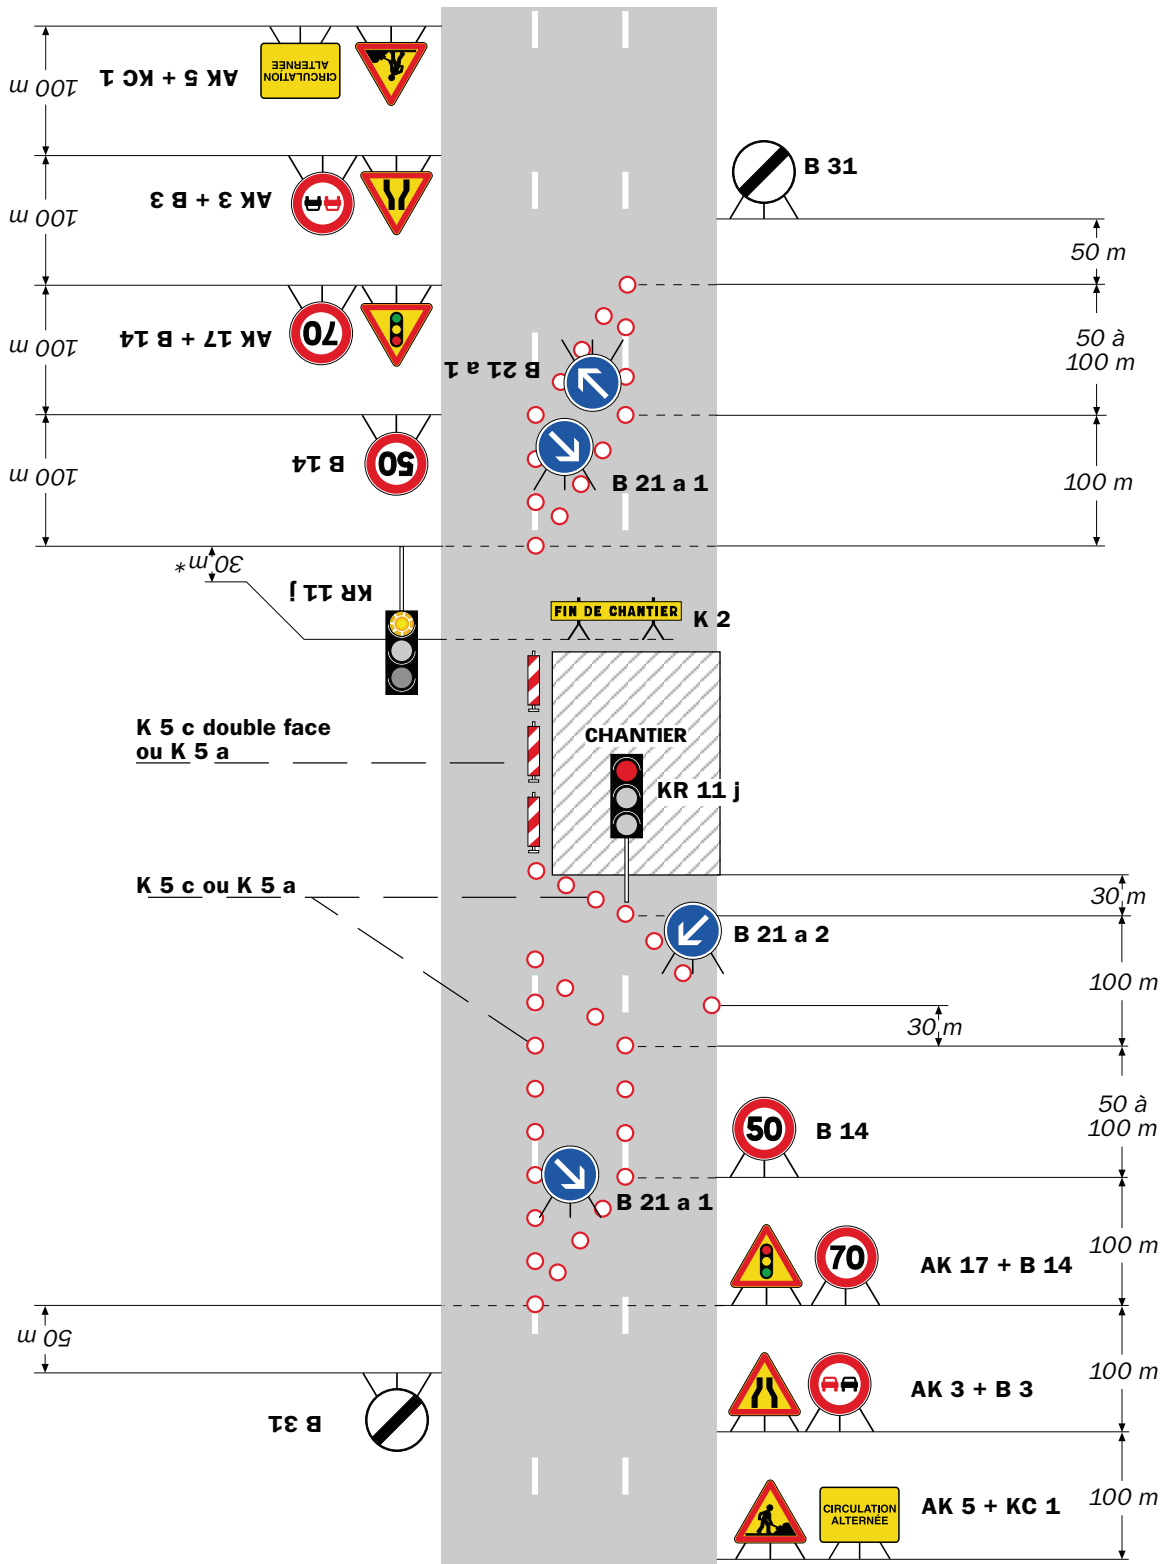 100 m
AK 5 + KC 1
CIRCULATION
ALTERNÉE
100 m
AK 3 + B 3
B 31
50 m
100 m
AK 17 + B 14
70
B 21 a 1
50 à
100 m
100 m
B 14
50
B 21 a 1
100 m
30 m*
KR 11 j
FIN DE CHANTIER
K 2
K 5 c double face
ou K 5 a
CHANTIER
KR 11 j
K 5 c ou K 5 a
30 m
B 21 a 2
100 m
30 m
50
B 14
50 à
100 m
B 21 a 1
70
AK 17 + B 14
100 m
50 m
AK 3 + B 3
100 m
B 31
CIRCULATION
ALTERNÉE
AK 5 + KC 1
100 m